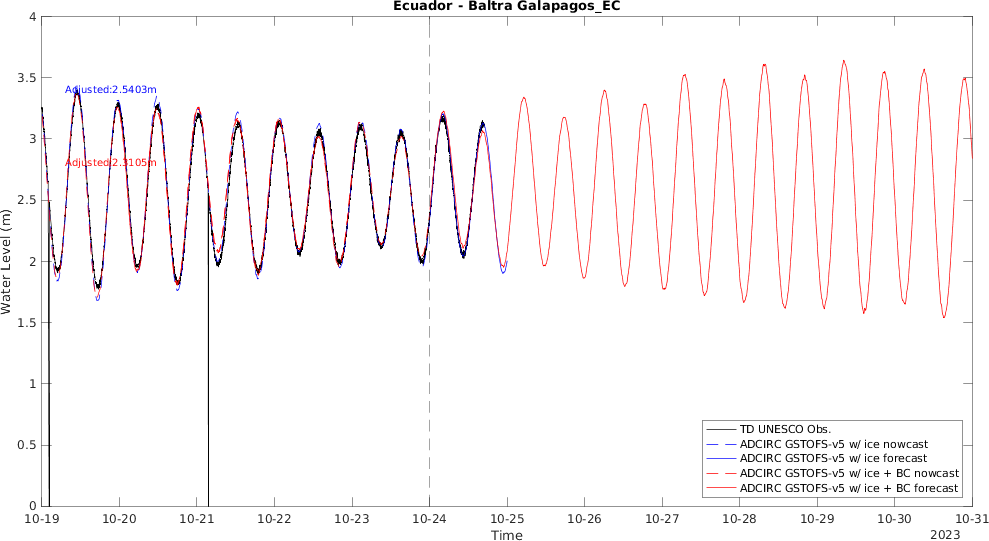 Ecuador - Baltra Galapagos_EC
4
3.5
3
2.5
2
1.5
1
0.5
0
Water Level (m)
Adjusted:2.5403m
Adjusted:2.3105m
TD UNESCO Obs.
ADCIRC GSTOFS-v5 w/ ice nowcast
ADCIRC GSTOFS-v5 w/ ice forecast
ADCIRC GSTOFS-v5 w/ ice + BC nowcast
ADCIRC GSTOFS-v5 w/ ice + BC forecast
10-19 10-20 10-21 10-22 10-23 10-24 10-25 10-26 10-27 10-28 10-29 10-30 10-31
Time
2023